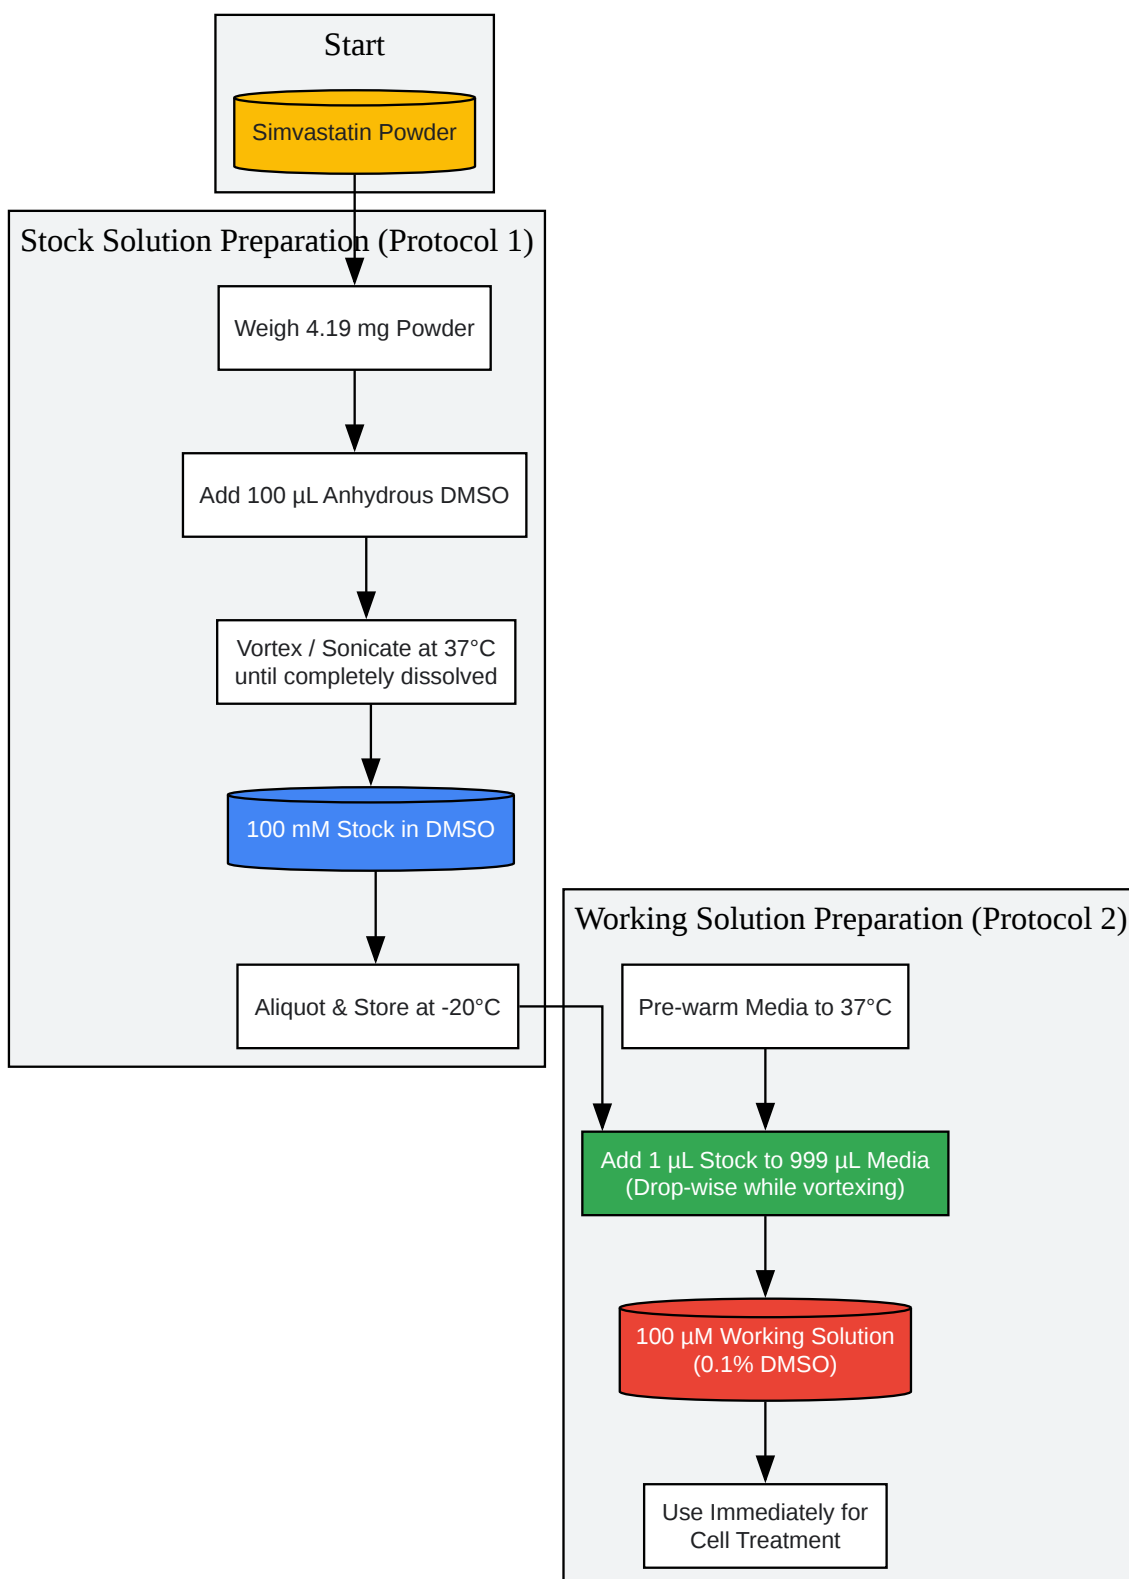 Start
Simvastatin Powder
Stock Solution Preparation (Protocol 1)
Weigh 4.19 mg Powder
Add 100 µL Anhydrous DMSO
Vortex / Sonicate at 37°C
until completely dissolved
100 mM Stock in DMSO
Aliquot & Store at -20°C
Working Solution Preparation (Protocol 2)
Pre-warm Media to 37°C
Add 1 µL Stock to 999 µL Media
(Drop-wise while vortexing)
100 µM Working Solution
(0.1% DMSO)
Use Immediately for
Cell Treatment